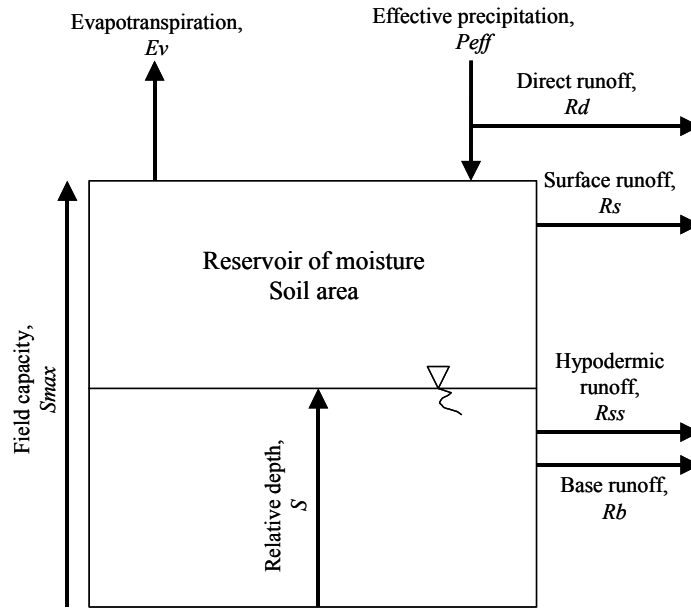 Evapotranspiration,
Ev
Effective precipitation,
Peff
Direct runoff,
Rd
Surface runoff,
Rs
Reservoir of moisture
Soil area
Field capacity,
Smax
Hypodermic
runoff,
Rss
Relative depth,
S
Base runoff,
Rb